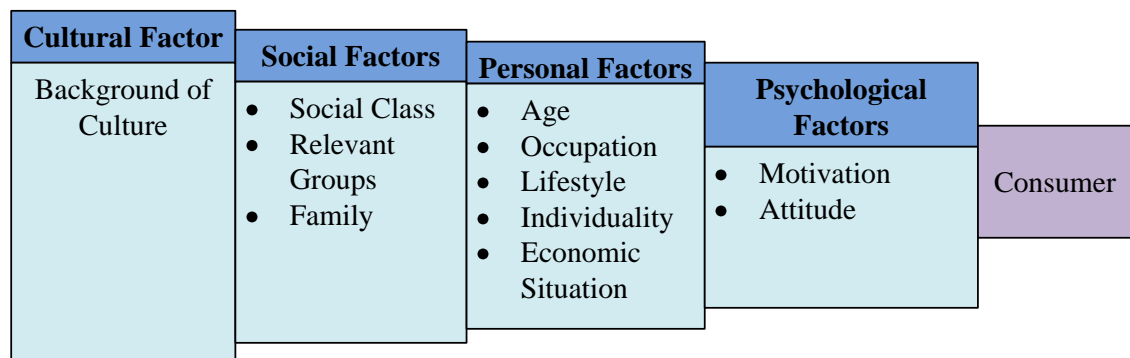 Cultural Factor
Background of
Culture
Social Factors
• Social Class
• Relevant
Groups
• Family
Personal Factors
• Age
• Occupation
• Lifestyle
• Individuality
• Economic
Situation
Psychological
Factors
• Motivation
• Attitude
Consumer